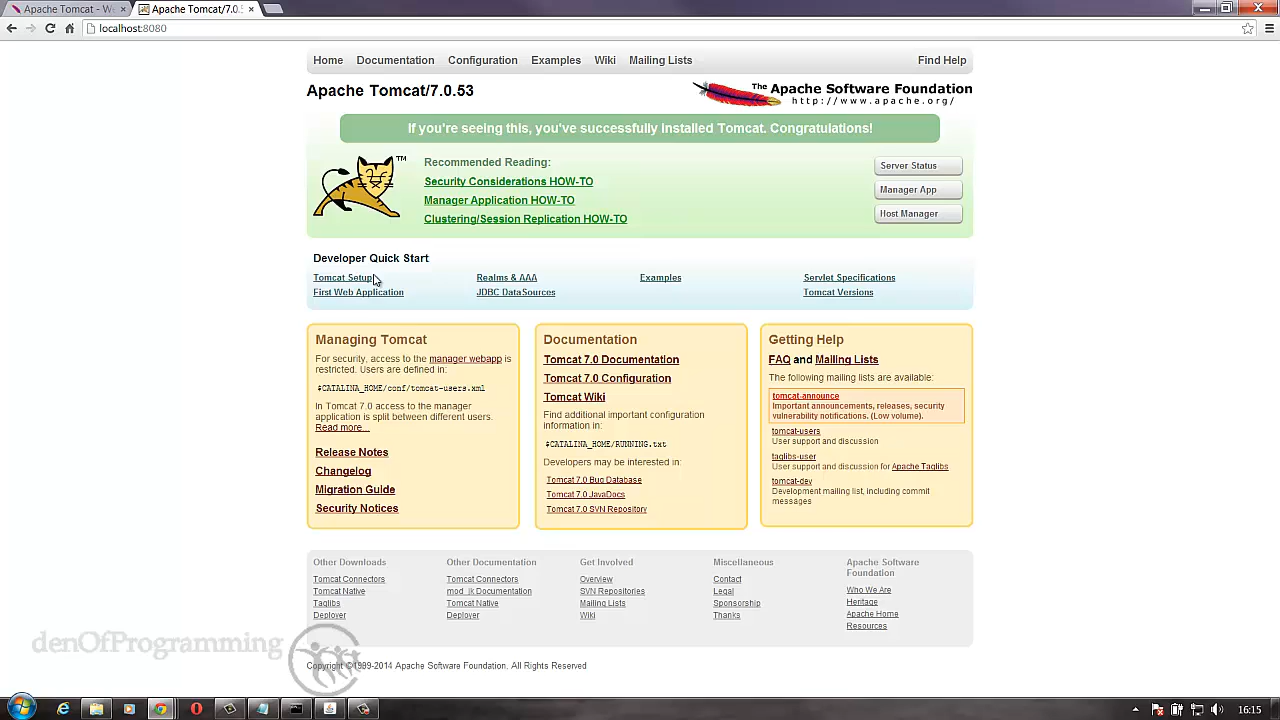 Apache Tomcat - W
Apache Tomcat/7.0.5
localhost:8080
Home Documentation Configuration Examples Wiki Mailing Lists Find Help
Apache Tomcat/7.0.53
The Apache Software Foundation
http://www.apache.org/
If you're seeing this, you've successfully installed Tomcat. Congratulations!
TM
Recommended Reading:
Security Considerations HOW-TO
Manager Application HOW-TO
Clustering/Session Replication HOW-TO
Server Status
Manager App
Host Manager
Developer Quick Start
Tomcat Setup
First Web Application
Realms & AAA
JDBC DataSources
Examples
Servlet Specifications
Tomcat Versions
Managing Tomcat
For security, access to the manager webapp is
restricted. Users are defined in:
$CATALINA_HOME/conf/tomcat-users.xml
In Tomcat 7.0 access to the manager
application is split between different users.
Read more...
Release Notes
Changelog
Migration Guide
Security Notices
Documentation
Tomcat 7.0 Documentation
Tomcat 7.0 Configuration
Tomcat Wiki
Find additional important configuration
information in:
$CATALINA_HOME/RUNNING.txt
Developers may be interested in:
Tomcat 7.0 Bug Database
Tomcat 7.0 JavaDocs
Tomcat 7.0 SVN Repository
Getting Help
FAQ and Mailing Lists
The following mailing lists are available:
tomcat-announce
Important announcements, releases, security
vulnerability notifications. (Low volume).
tomcat-users
User support and discussion
taglibs-user
User support and discussion for Apache Taglibs
tomcat-dev
Development mailing list, including commit
messages
Other Downloads
Tomcat Connectors
Tomcat Native
Taglibs
Deployer
Other Documentation
Tomcat Connectors
mod_jk Documentation
Tomcat Native
Deployer
Get Involved
Overview
SVN Repositories
Mailing Lists
Wiki
Miscellaneous
Contact
Legal
Sponsorship
Thanks
Apache Software
Foundation
Who We Are
Heritage
Apache Home
Resources
denOfProgramming
Copyright ©1999-2014 Apache Software Foundation. All Rights Reserved
16:15